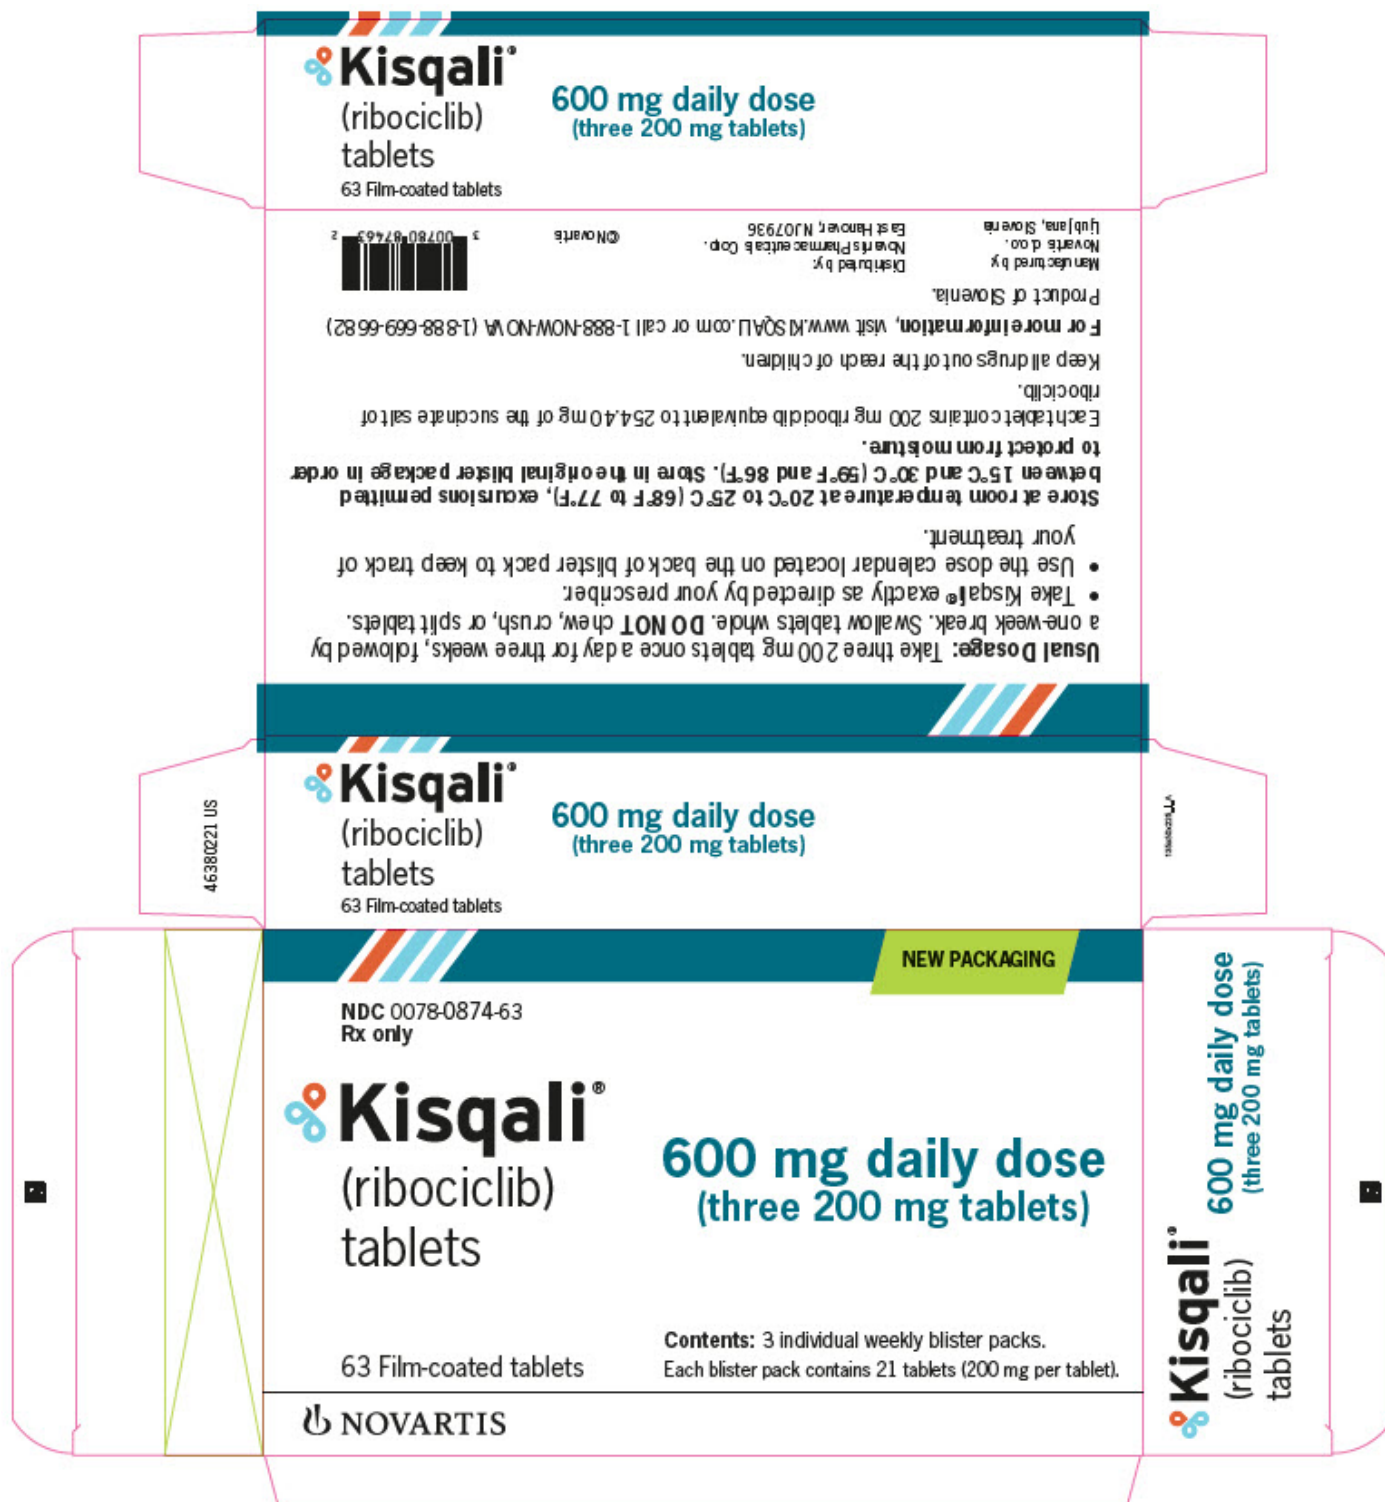 Kisqali®
(ribociclib)
tablets
63 Film-coated tablets
600 mg daily dose
(three 200 mg tablets)
Usual Dosage: Take three 200 mg tablets once a day for three weeks, followed by
a one-week break. Swallow tablets whole. DO NOT chew, crush, or split tablets.
• Take Kisqali® exactly as directed by your prescriber.
• Use the dose calendar located on the back of blister pack to keep track of
your treatment.
Store at room temperature at 20°C to 25°C (68°F to 77°F), excursions permitted
between 15°C and 30°C (59°F and 86°F). Store in the original blister package in order
to protect from moisture.
Each tablet contains 200 mg ribociclib equivalent to 254.40 mg of the succinate salt of
ribociclib.
Keep all drugs out of the reach of children.
For more information, visit www.KISQALI.com or call 1-888-NOW-NOVA (1-888-669-6682)
Product of Slovenia.
Manufactured by:
Novartis d.o.o.
Ljubljana, Slovenia
Distributed by:
Novartis Pharmaceuticals Corp.
East Hanover, NJ 07936
©Novartis
3 00780 87463 2
Kisqali®
(ribociclib)
tablets
63 Film-coated tablets
600 mg daily dose
(three 200 mg tablets)
46380221 US
NEW PACKAGING
NDC 0078-0874-63
Rx only
Kisqali®
(ribociclib)
tablets
600 mg daily dose
(three 200 mg tablets)
63 Film-coated tablets
Contents: 3 individual weekly blister packs.
Each blister pack contains 21 tablets (200 mg per tablet).
NOVARTIS
Kisqali®
(ribociclib)
tablets
600 mg daily dose
(three 200 mg tablets)